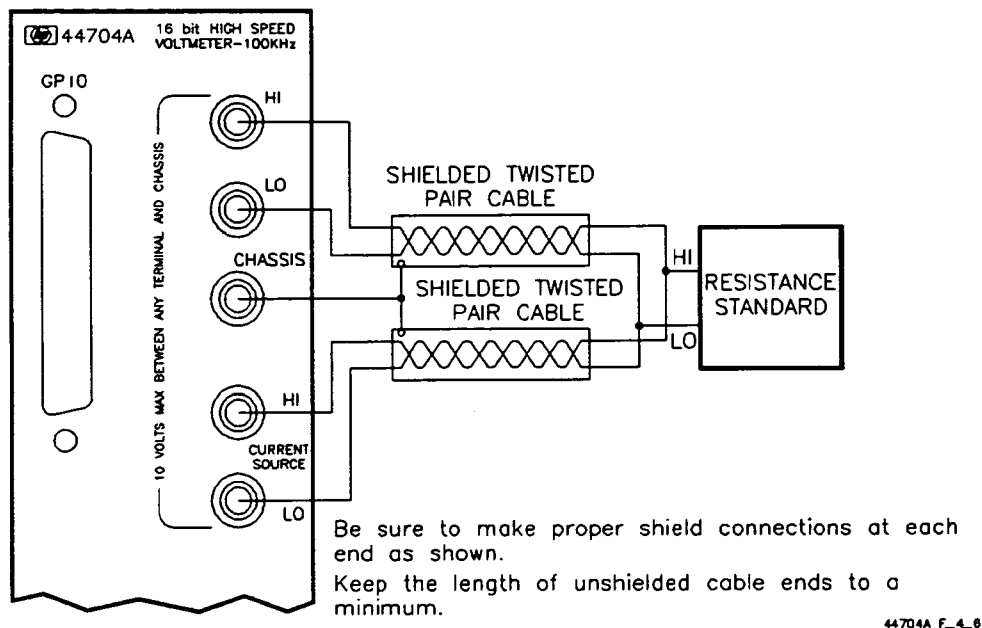 hp 44704A
16 bit HIGH SPEED
VOLTMETER-100KHz
GPIO
10 VOLTS MAX BETWEEN ANY TERMINAL AND CHASSIS
HI
LO
CHASSIS
HI
CURRENT
SOURCE
LO
SHIELDED TWISTED
PAIR CABLE
SHIELDED TWISTED
PAIR CABLE
HI
LO
RESISTANCE
STANDARD
Be sure to make proper shield connections at each
end as shown.
Keep the length of unshielded cable ends to a
minimum.
44704A F_4_6